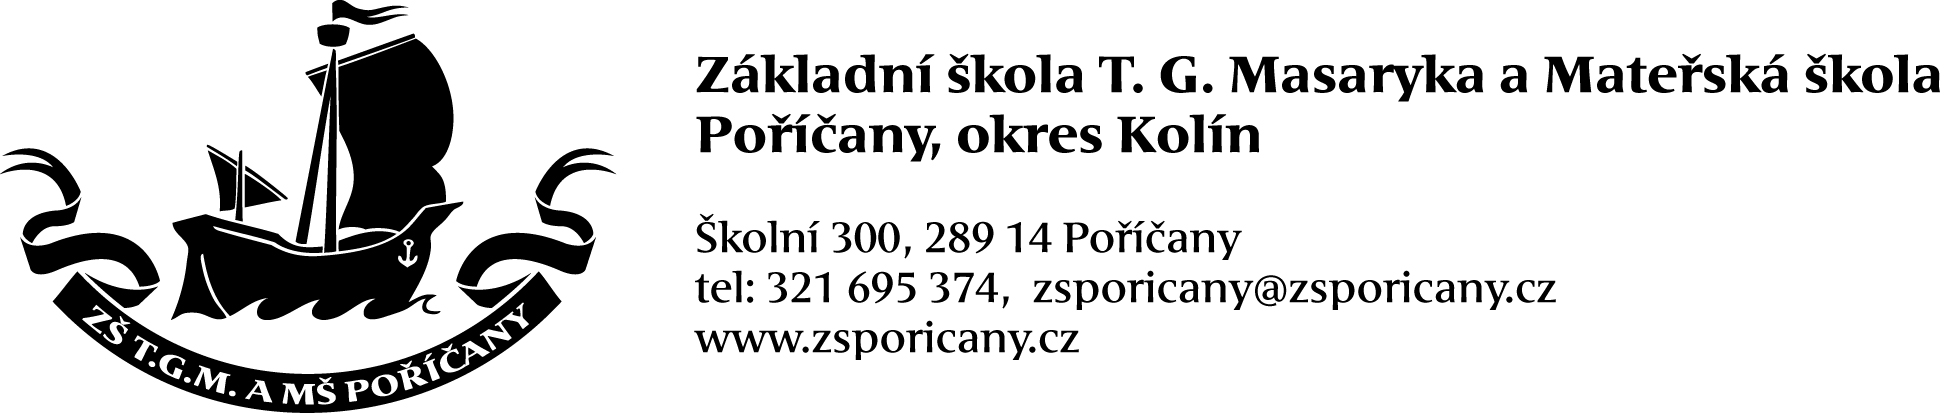 Základní škola T. G. Masaryka a Mateřská škola
Poříčany, okres Kolín
Školní 300, 289 14 Poříčany
tel: 321 695 374, zsporicany@zsporicany.cz
www.zsporicany.cz
ZŠ T.G.M. A MŠ POŘÍČANY